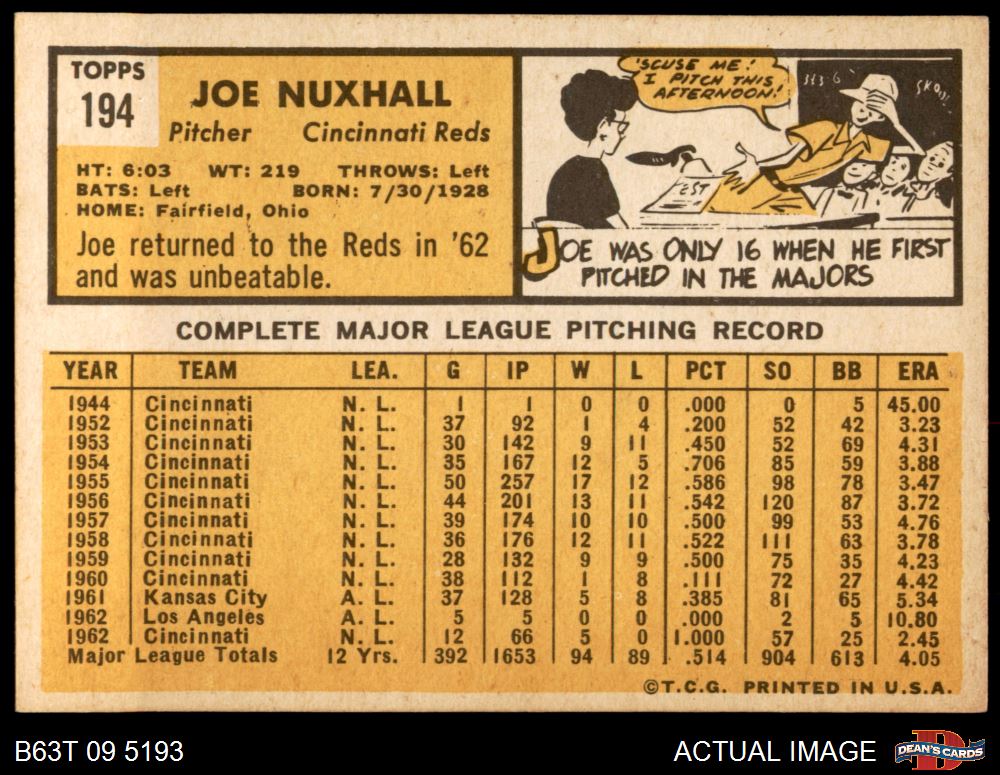 TOPPS
194
JOE NUXHALL
Pitcher Cincinnati Reds
HT: 6:03 WT: 219 THROWS: Left
BATS: Left BORN: 7/30/1928
HOME: Fairfield, Ohio
Joe returned to the Reds in '62
and was unbeatable.
'SCUSE ME!
I PITCH THIS
AFTERNOON!
TEST
JOE WAS ONLY 16 WHEN HE FIRST
PITCHED IN THE MAJORS
COMPLETE MAJOR LEAGUE PITCHING RECORD
YEAR TEAM LEA. G IP W L PCT SO BB ERA
1944 Cincinnati N. L. 1 1 0 0 .000 0 5 45.00
1952 Cincinnati N. L. 37 92 1 4 .200 52 42 3.23
1953 Cincinnati N. L. 30 142 9 11 .450 52 69 4.31
1954 Cincinnati N. L. 35 167 12 5 .706 85 59 3.88
1955 Cincinnati N. L. 50 257 17 12 .586 98 78 3.47
1956 Cincinnati N. L. 44 201 13 11 .542 120 87 3.72
1957 Cincinnati N. L. 39 174 10 10 .500 99 53 4.76
1958 Cincinnati N. L. 36 176 12 11 .522 111 63 3.78
1959 Cincinnati N. L. 28 132 9 9 .500 75 35 4.23
1960 Cincinnati N. L. 38 112 1 8 .111 72 27 4.42
1961 Kansas City A. L. 37 128 5 8 .385 81 65 5.34
1962 Los Angeles A. L. 5 5 0 0 .000 2 5 10.80
1962 Cincinnati N. L. 12 66 5 0 1.000 57 25 2.45
Major League Totals 12 Yrs. 392 1653 94 89 .514 904 613 4.05
©T.C.G. PRINTED IN U.S.A.
B63T 09 5193 ACTUAL IMAGE
DEAN'S CARDS